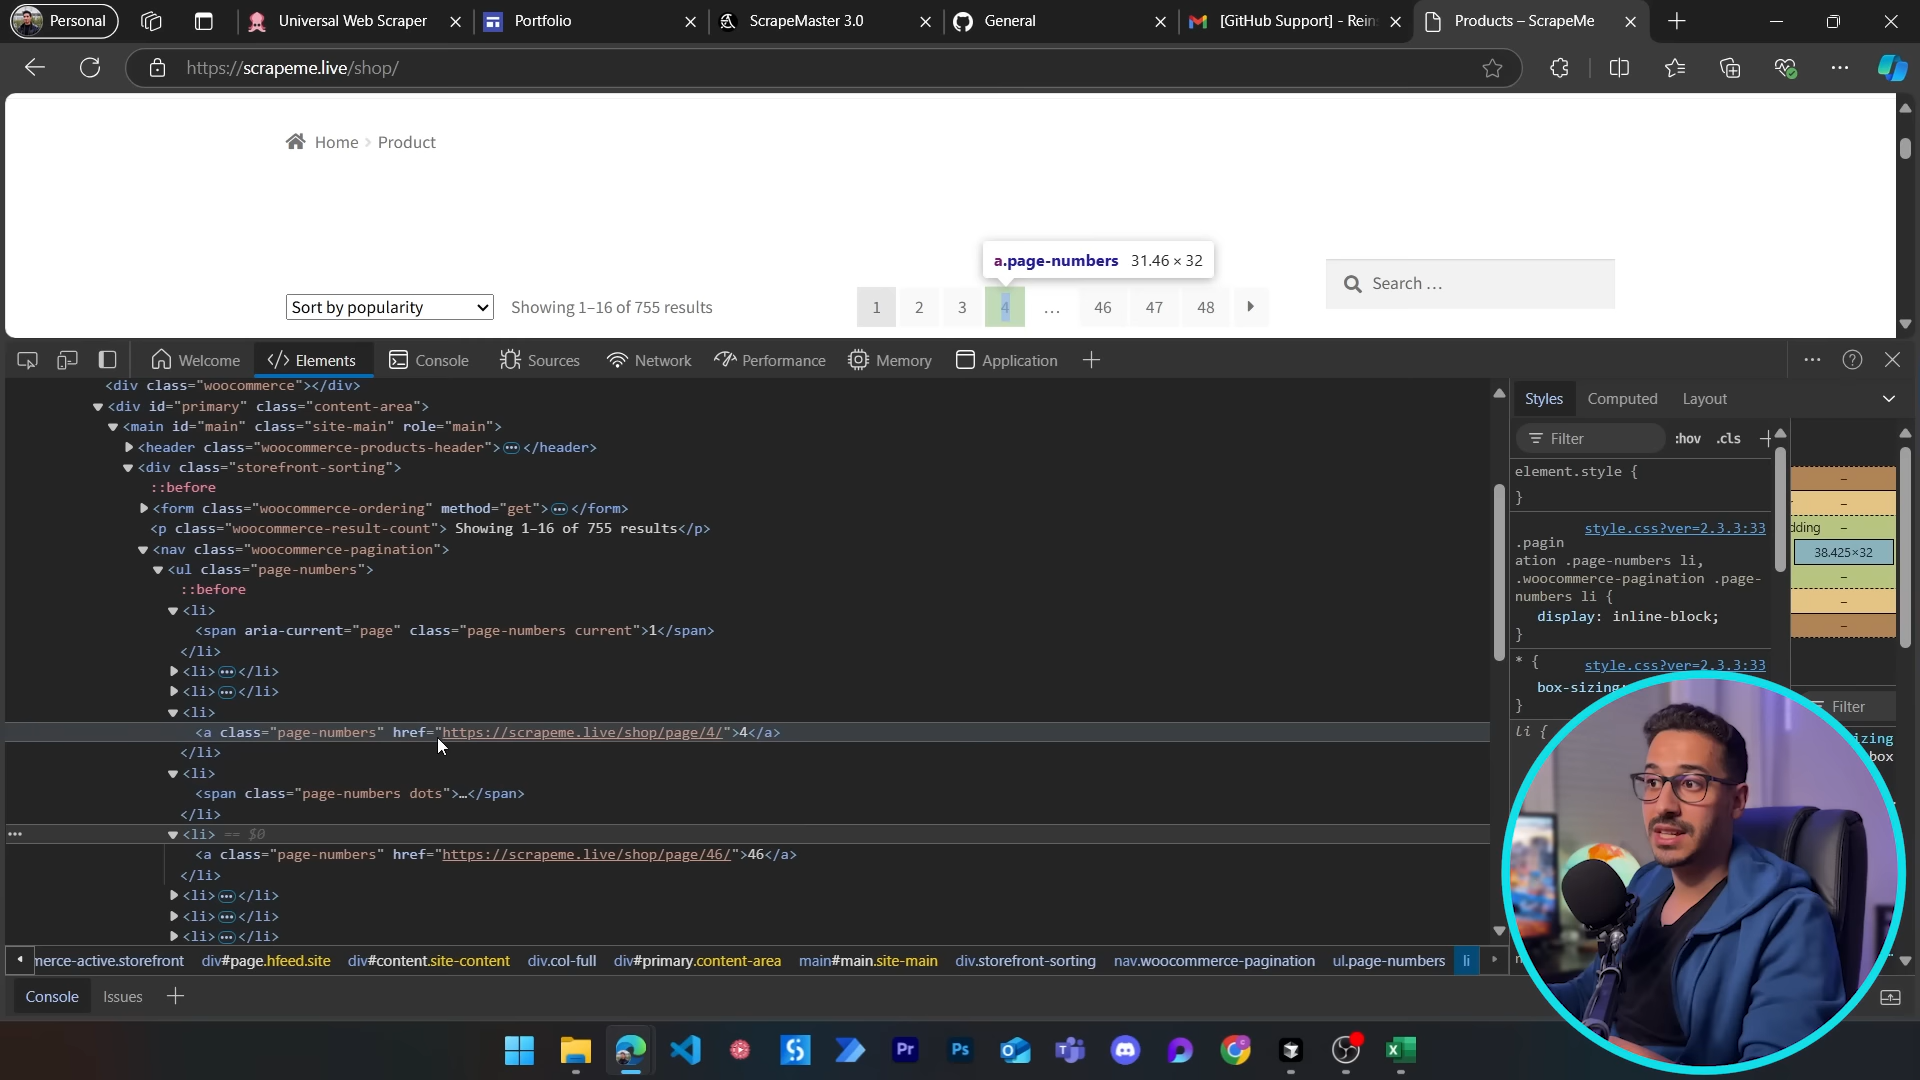 Personal
Universal Web Scraper
Portfolio
ScrapeMaster 3.0
General
[GitHub Support] - Rein
Products – ScrapeMe
https://scrapeme.live/shop/
Home
Product
a.page-numbers 31.46 × 32
Sort by popularity
Showing 1–16 of 755 results
1 2 3 4 … 46 47 48
Search …
Welcome
Elements
Console
Sources
Network
Performance
Memory
Application
<div class="woocommerce"></div>
<div id="primary" class="content-area">
<main id="main" class="site-main" role="main">
<header class="woocommerce-products-header"></header>
<div class="storefront-sorting">
::before
<form class="woocommerce-ordering" method="get"></form>
<p class="woocommerce-result-count"> Showing 1–16 of 755 results</p>
<nav class="woocommerce-pagination">
<ul class="page-numbers">
::before
<li>
<span aria-current="page" class="page-numbers current">1</span>
</li>
<li></li>
<li></li>
<li>
<a class="page-numbers" href="https://scrapeme.live/shop/page/4/">4</a>
</li>
<li>
<span class="page-numbers dots">…</span>
</li>
<li> == $0
<a class="page-numbers" href="https://scrapeme.live/shop/page/46/">46</a>
</li>
<li></li>
<li></li>
<li></li>
Styles
Computed
Layout
Filter
:hov
.cls
element.style {
}
style.css?ver=2.3.3:33
.pagin
ation .page-numbers li,
.woocommerce-pagination .page-
numbers li {
display: inline-block;
}
* {
style.css?ver=2.3.3:33
box-sizing:
}
li {
dding
38.425×32
Filter
izing
box
merce-active.storefront
div#page.hfeed.site
div#content.site-content
div.col-full
div#primary.content-area
main#main.site-main
div.storefront-sorting
nav.woocommerce-pagination
ul.page-numbers
li
Console
Issues
Pr
Ps